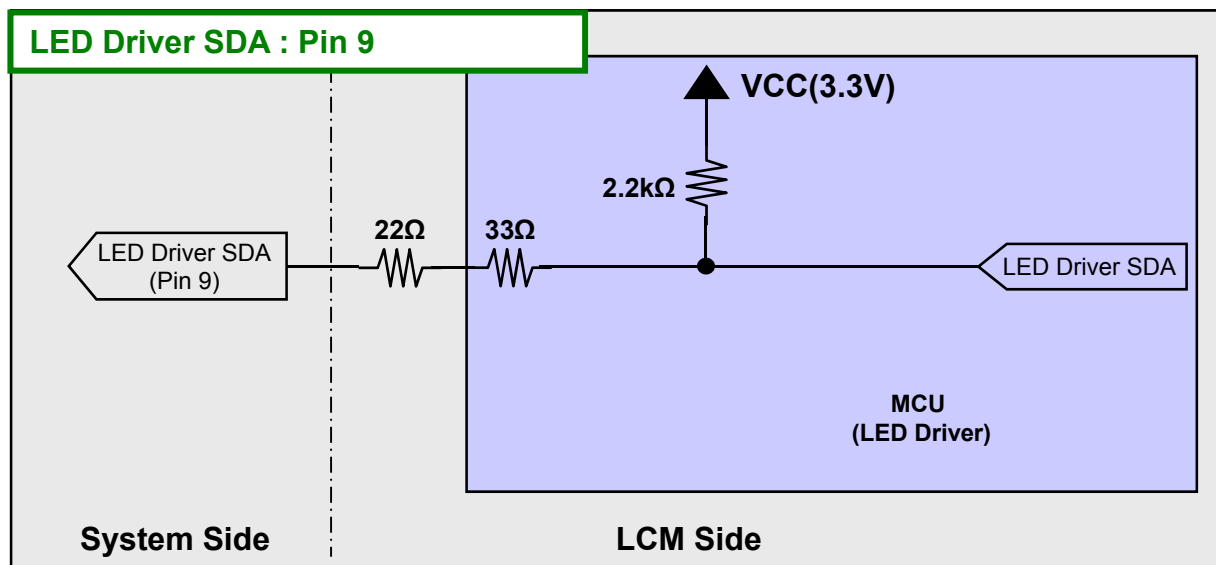 LED Driver SDA : Pin 9
VCC(3.3V)
2.2kΩ
22Ω
33Ω
LED Driver SDA
(Pin 9)
LED Driver SDA
MCU
(LED Driver)
System Side
LCM Side